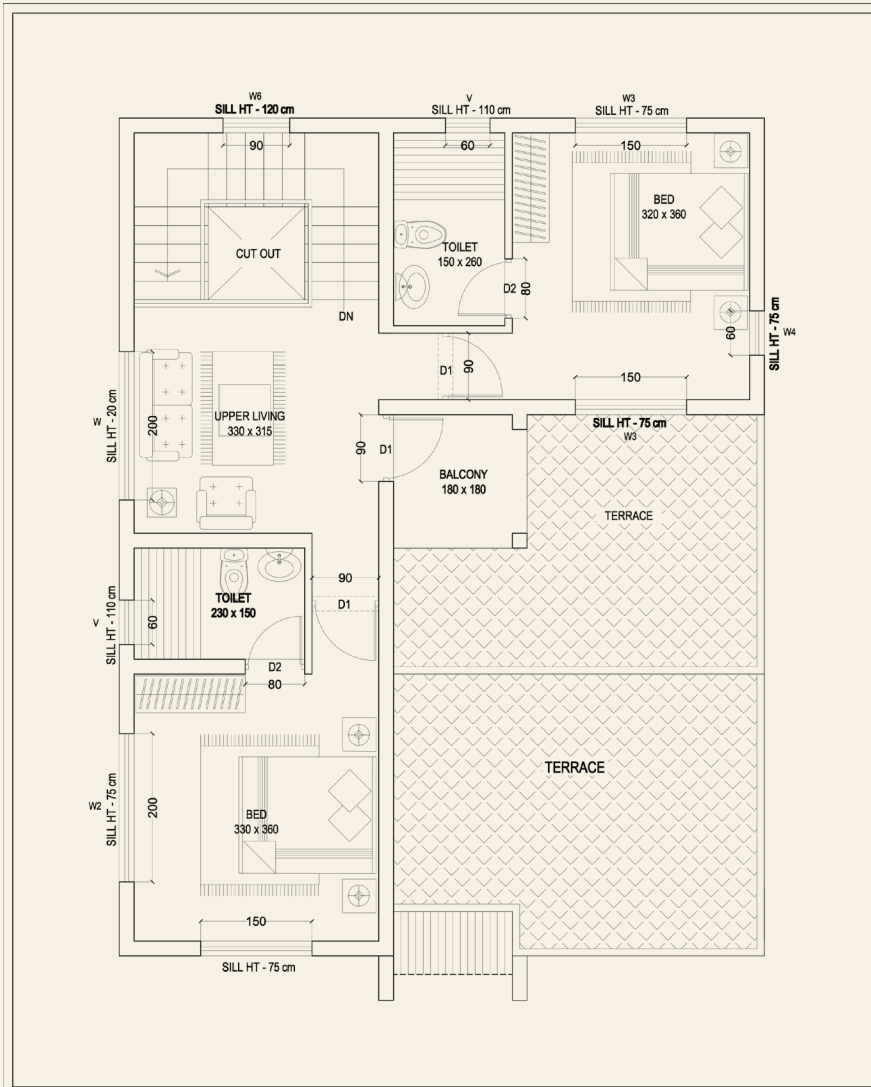 W6
SILL HT - 120 cm
90
V
SILL HT - 110 cm
60
W3
SILL HT - 75 cm
150
BED
320 x 360
CUT OUT
TOILET
150 x 260
D2
80
DN
SILL HT - 75 cm
60
W4
D1
90
150
SILL HT - 75 cm
W3
W
SILL HT - 20 cm
200
UPPER LIVING
330 x 315
90
D1
BALCONY
180 x 180
TERRACE
V
SILL HT - 110 cm
60
TOILET
230 x 150
90
D1
D2
80
W2
SILL HT - 75 cm
200
BED
330 x 360
TERRACE
150
SILL HT - 75 cm